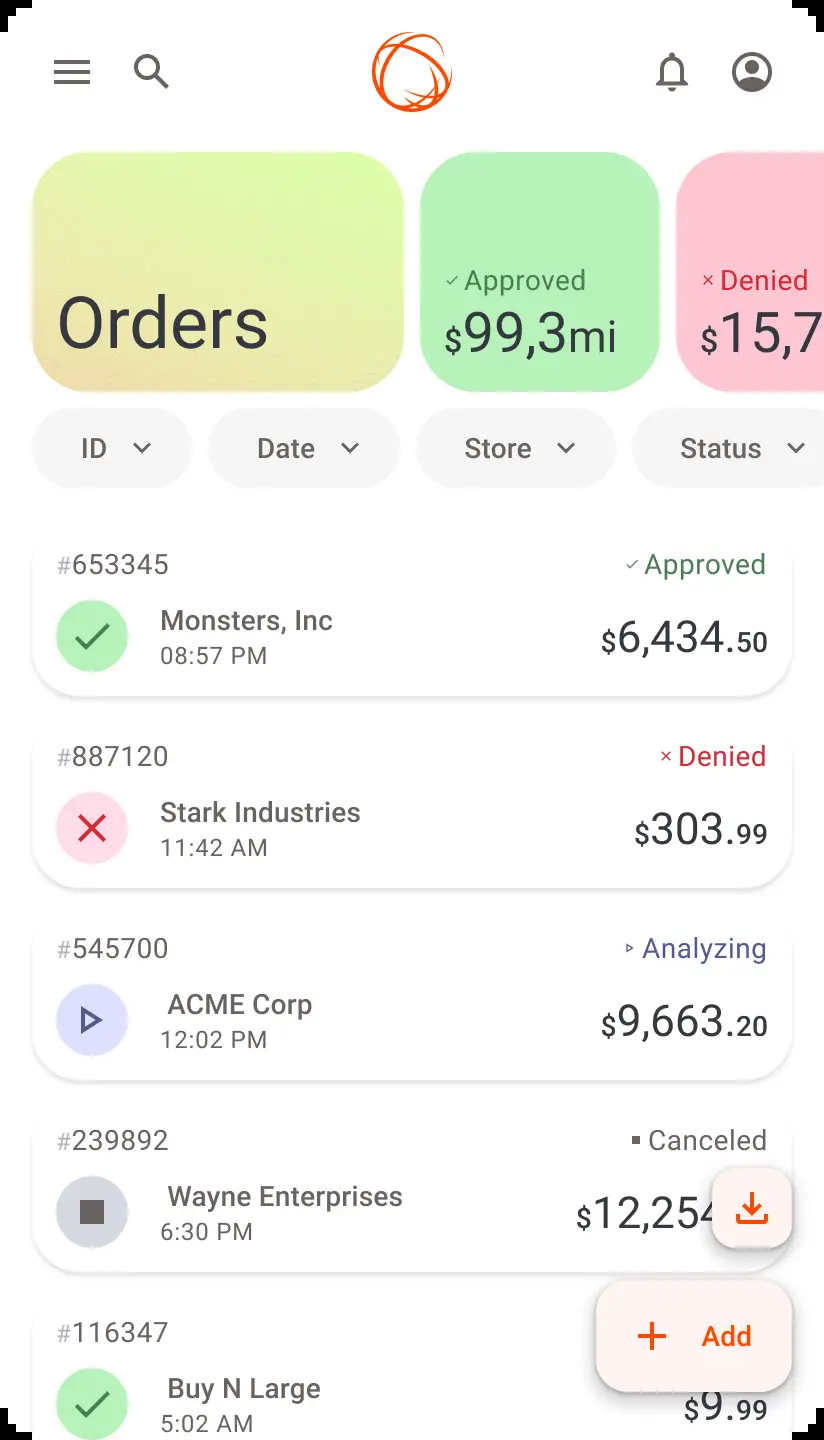 Orders
Approved
$99,3mi
Denied
$15,7
ID
Date
Store
Status
#653345
Approved
Monsters, Inc
08:57 PM
$6,434.50
#887120
Denied
Stark Industries
11:42 AM
$303.99
#545700
Analyzing
ACME Corp
12:02 PM
$9,663.20
#239892
Canceled
Wayne Enterprises
6:30 PM
$12,254
#116347
Add
Buy N Large
5:02 AM
$9.99